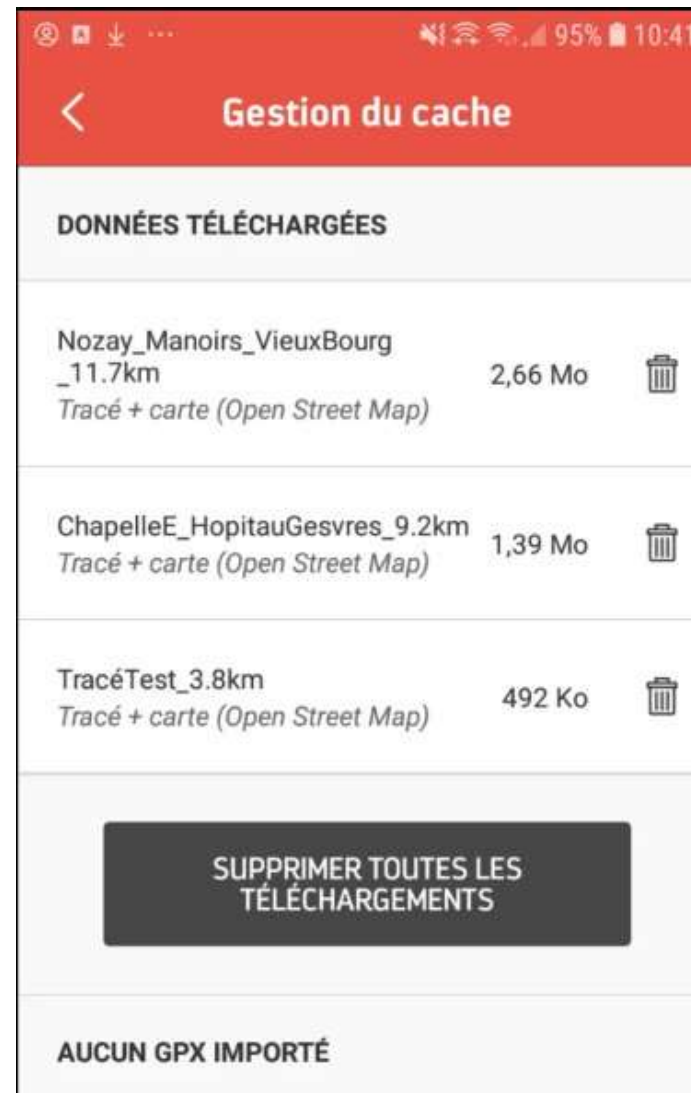 95% 10:41
Gestion du cache
DONNÉES TÉLÉCHARGÉES
Nozay_Manoirs_VieuxBourg
_11.7km
2,66 Mo
Tracé + carte (Open Street Map)
ChapelleE_HopitauGesvres_9.2km
1,39 Mo
Tracé + carte (Open Street Map)
TracéTest_3.8km
492 Ko
Tracé + carte (Open Street Map)
SUPPRIMER TOUTES LES
TÉLÉCHARGEMENTS
AUCUN GPX IMPORTÉ